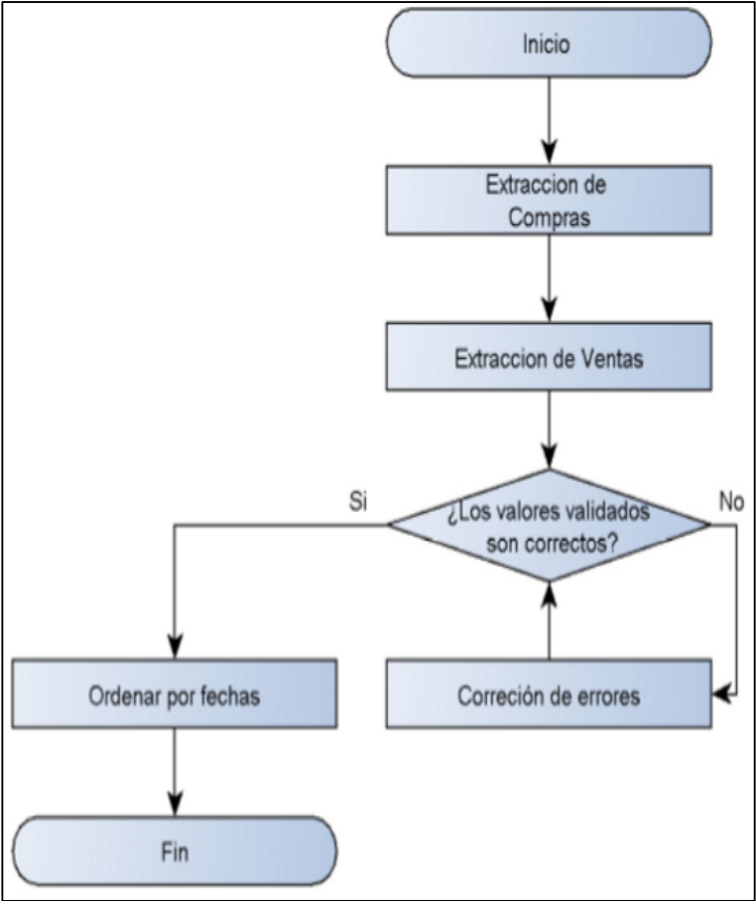 Inicio
Extraccion de
Compras
Extraccion de Ventas
Si
¿Los valores validados
son correctos?
No
Ordenar por fechas
Correción de errores
Fin